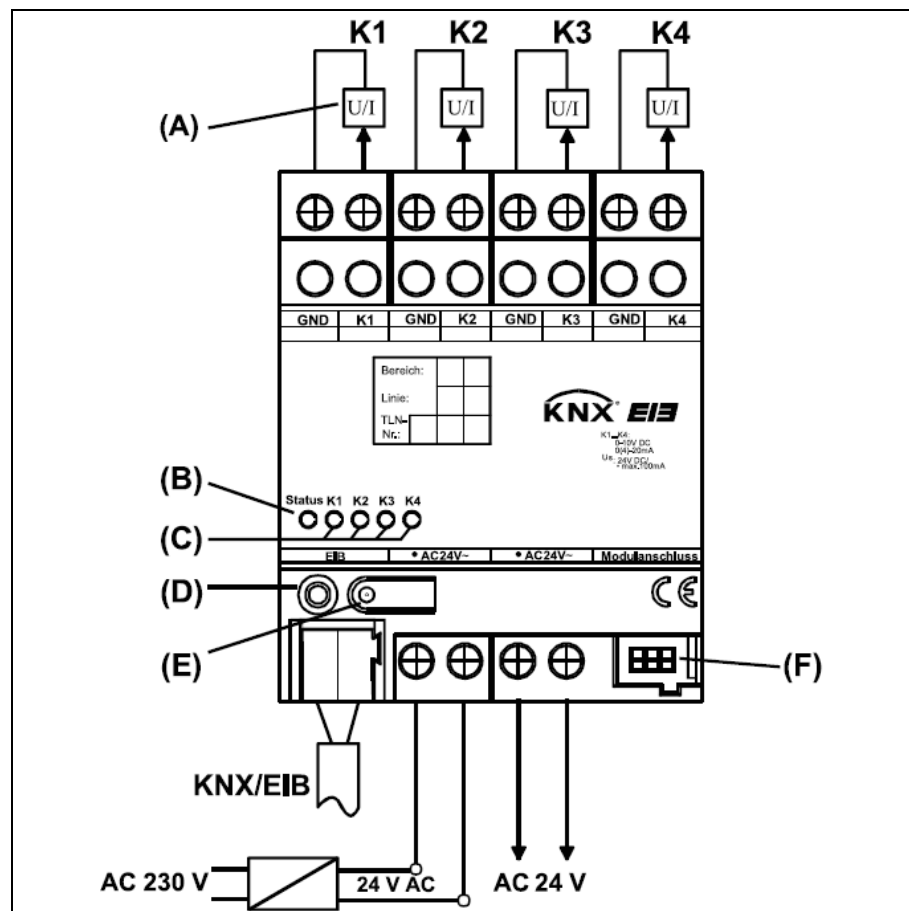 K1 K2 K3 K4
U/I U/I U/I U/I
(A)
GND K1 GND K2 GND K3 GND K4
Bereich:
Linie:
TLN-
Nr.:
KNX® EIB
K1...K4:
0-10V DC
0(4)-20mA
Us: 24V DC/
max.100mA
(B)
Status K1 K2 K3 K4
(C)
EIB • AC24V~ • AC24V~ Modulanschluss
(D)
CE
(E)
(F)
KNX/EIB
AC 230 V 24 V AC AC 24 V